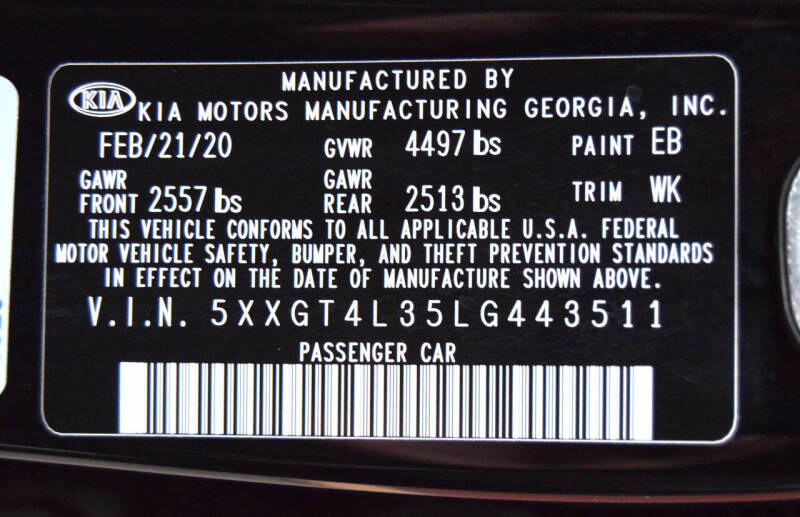 MANUFACTURED BY
KIA KIA MOTORS MANUFACTURING GEORGIA, INC.
FEB/21/20 GVWR 4497 lbs PAINT EB
GAWR FRONT 2557 lbs GAWR REAR 2513 lbs TRIM WK
THIS VEHICLE CONFORMS TO ALL APPLICABLE U.S.A. FEDERAL
MOTOR VEHICLE SAFETY, BUMPER, AND THEFT PREVENTION STANDARDS
IN EFFECT ON THE DATE OF MANUFACTURE SHOWN ABOVE.
V.I.N. 5XXGT4L35LG443511
PASSENGER CAR